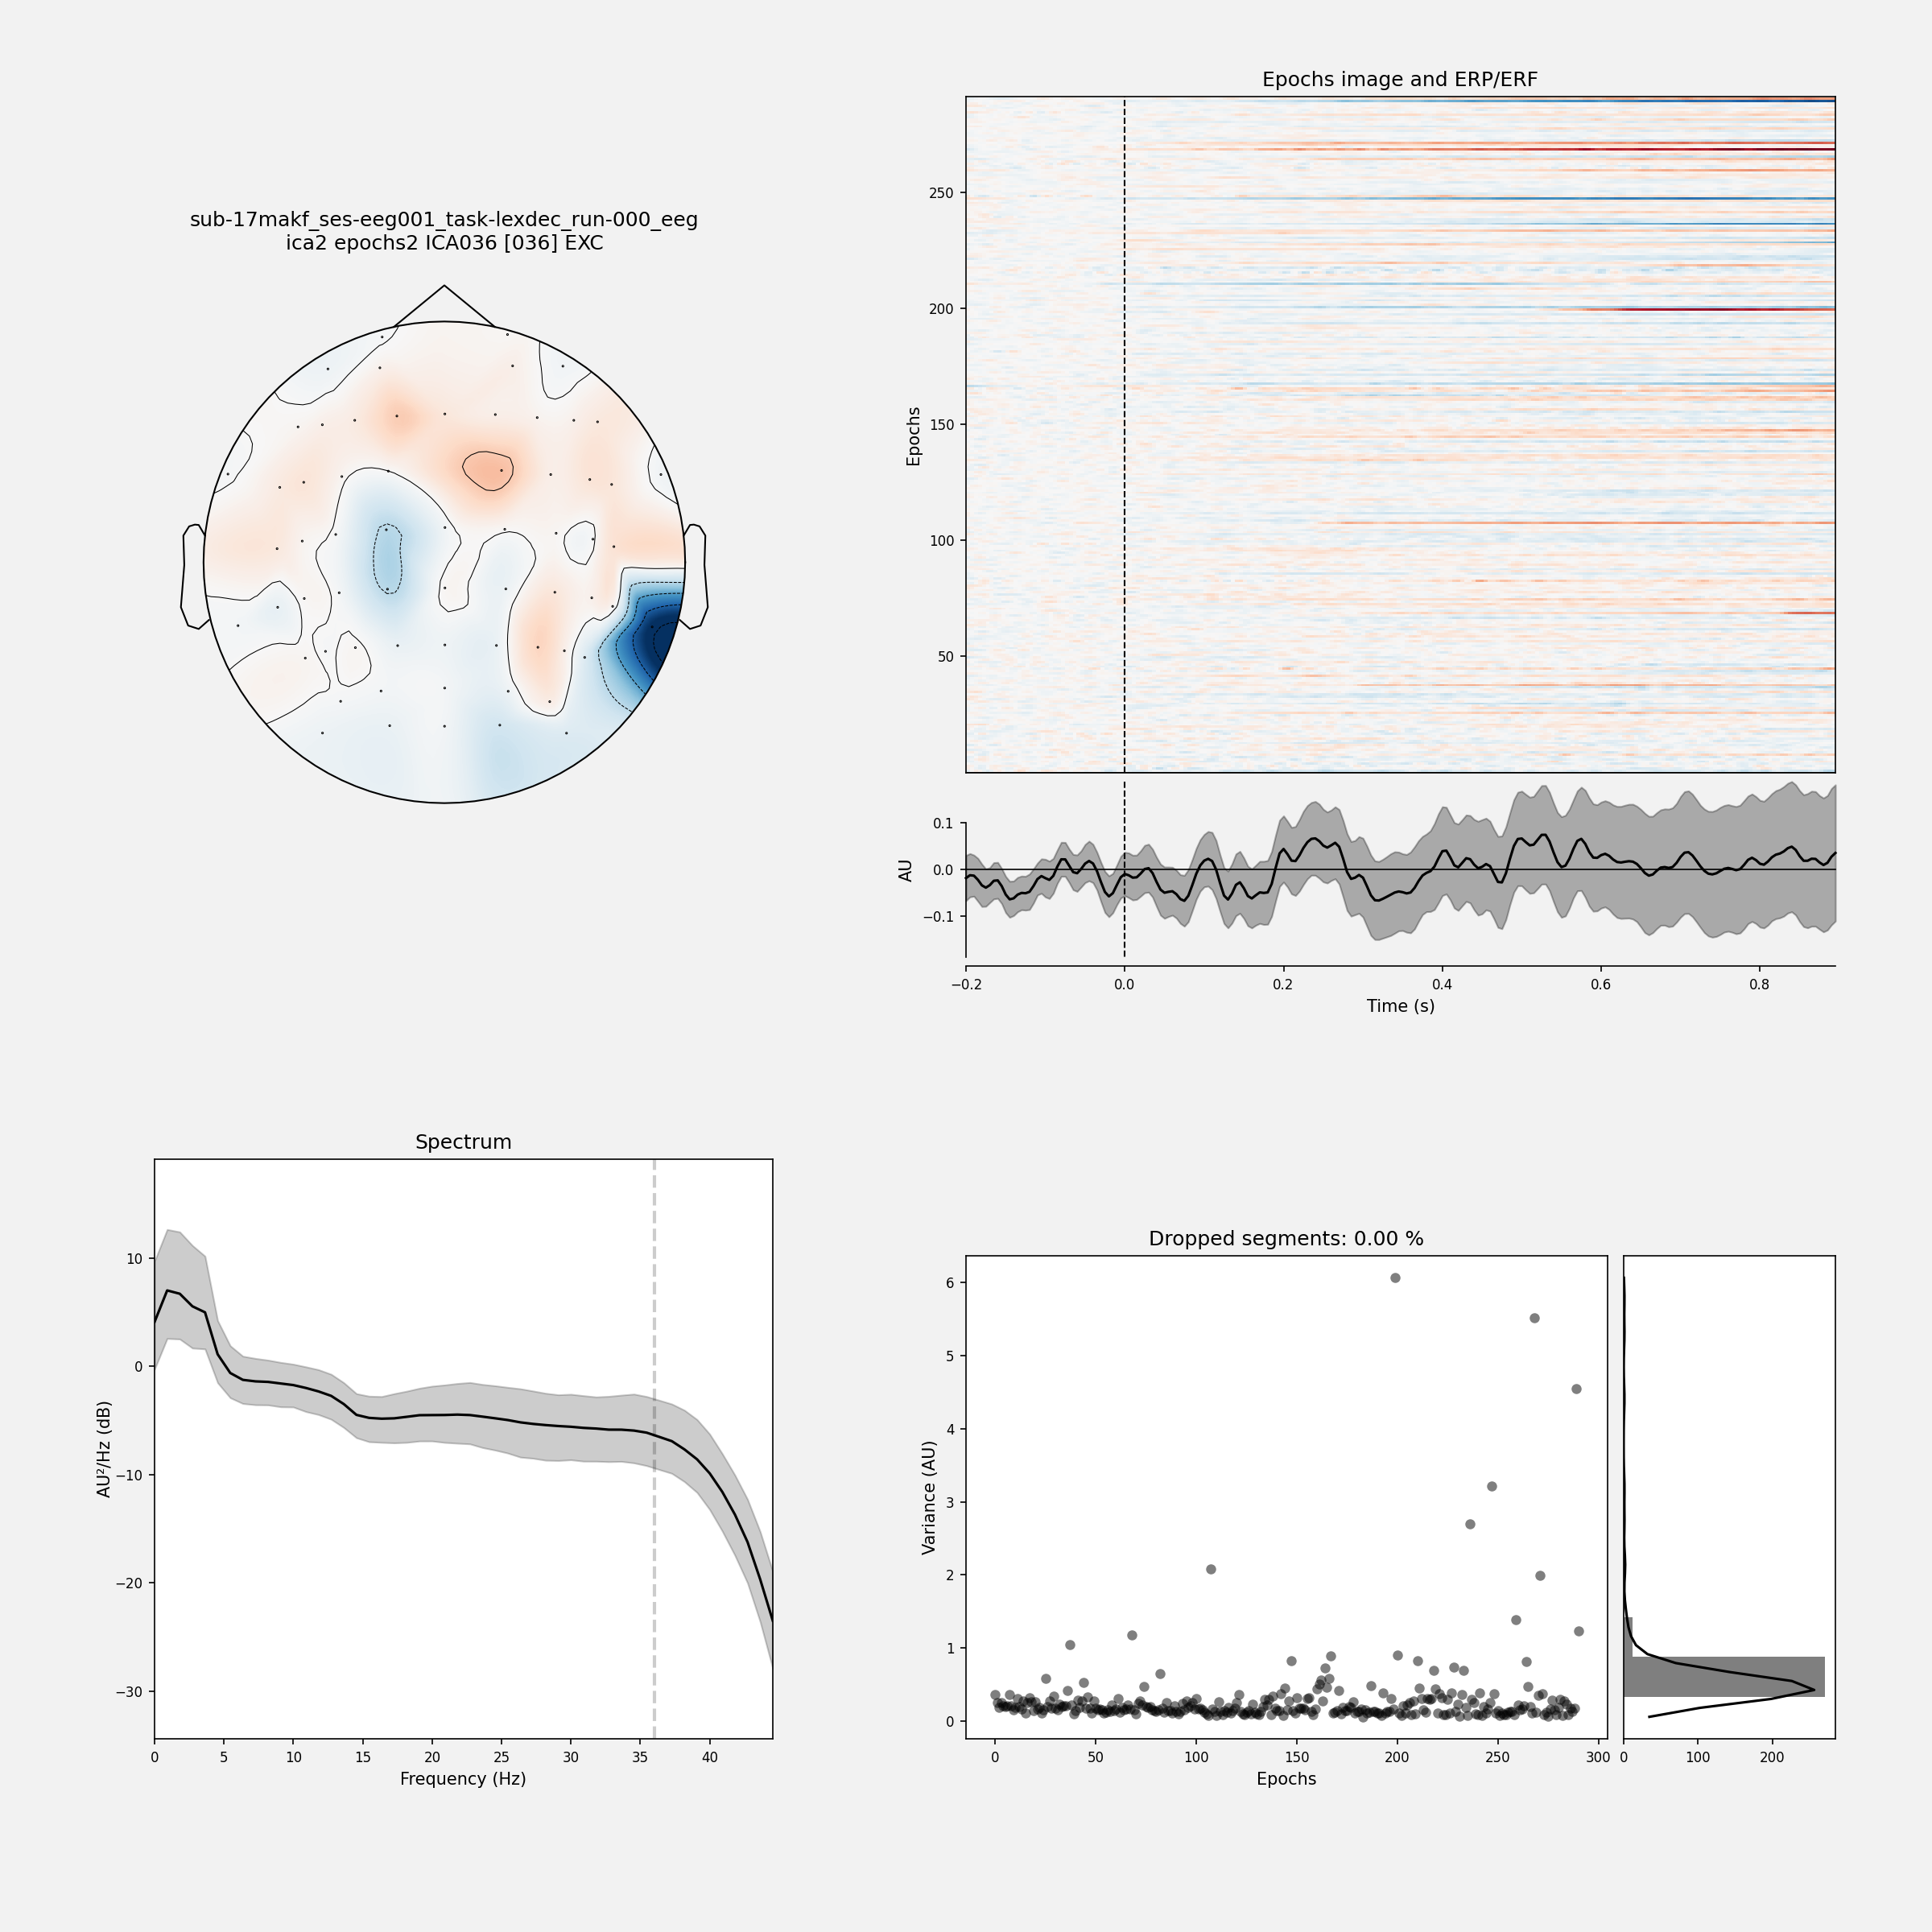 sub-17makf_ses-eeg001_task-lexdec_run-000_eeg
ica2 epochs2 ICA036 [036] EXC
Epochs image and ERP/ERF
Epochs
250
200
150
100
50
AU
0.1
0.0
−0.1
−0.2 0.0 0.2 0.4 0.6 0.8
Time (s)
Spectrum
AU²/Hz (dB)
10
0
−10
−20
−30
0 5 10 15 20 25 30 35 40
Frequency (Hz)
Dropped segments: 0.00 %
Variance (AU)
6
5
4
3
2
1
0
0 50 100 150 200 250 300
Epochs
0 100 200